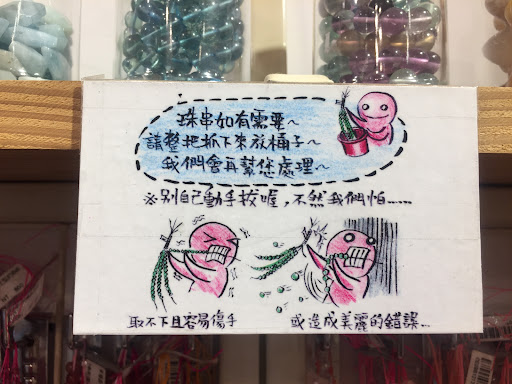 珠串如有需要~
請整把抓下來放桶子~
我們會再幫您處理~
※別自己動手拔喔，不然我們怕......
取不下且容易傷手
或造成美麗的錯誤...